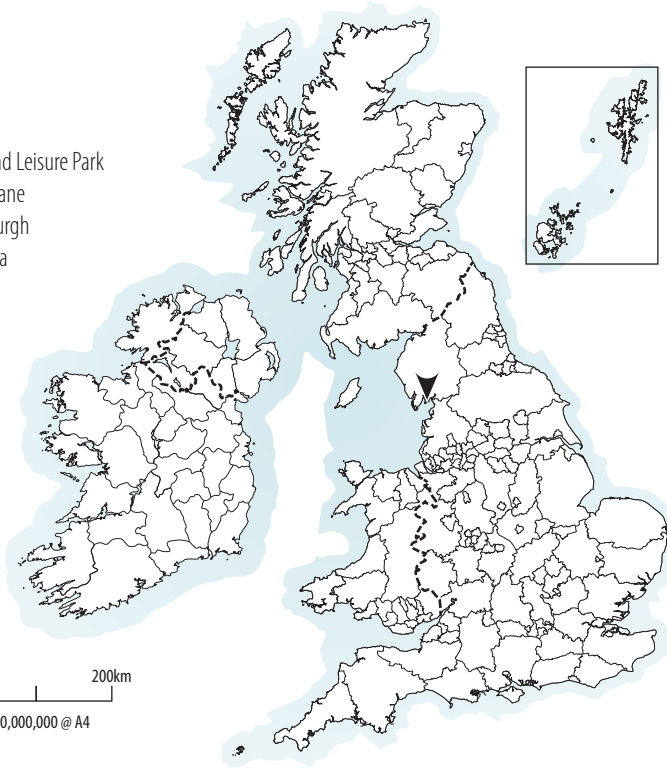 nd Leisure Park
ane
urgh
a
200km
0,000,000 @ A4